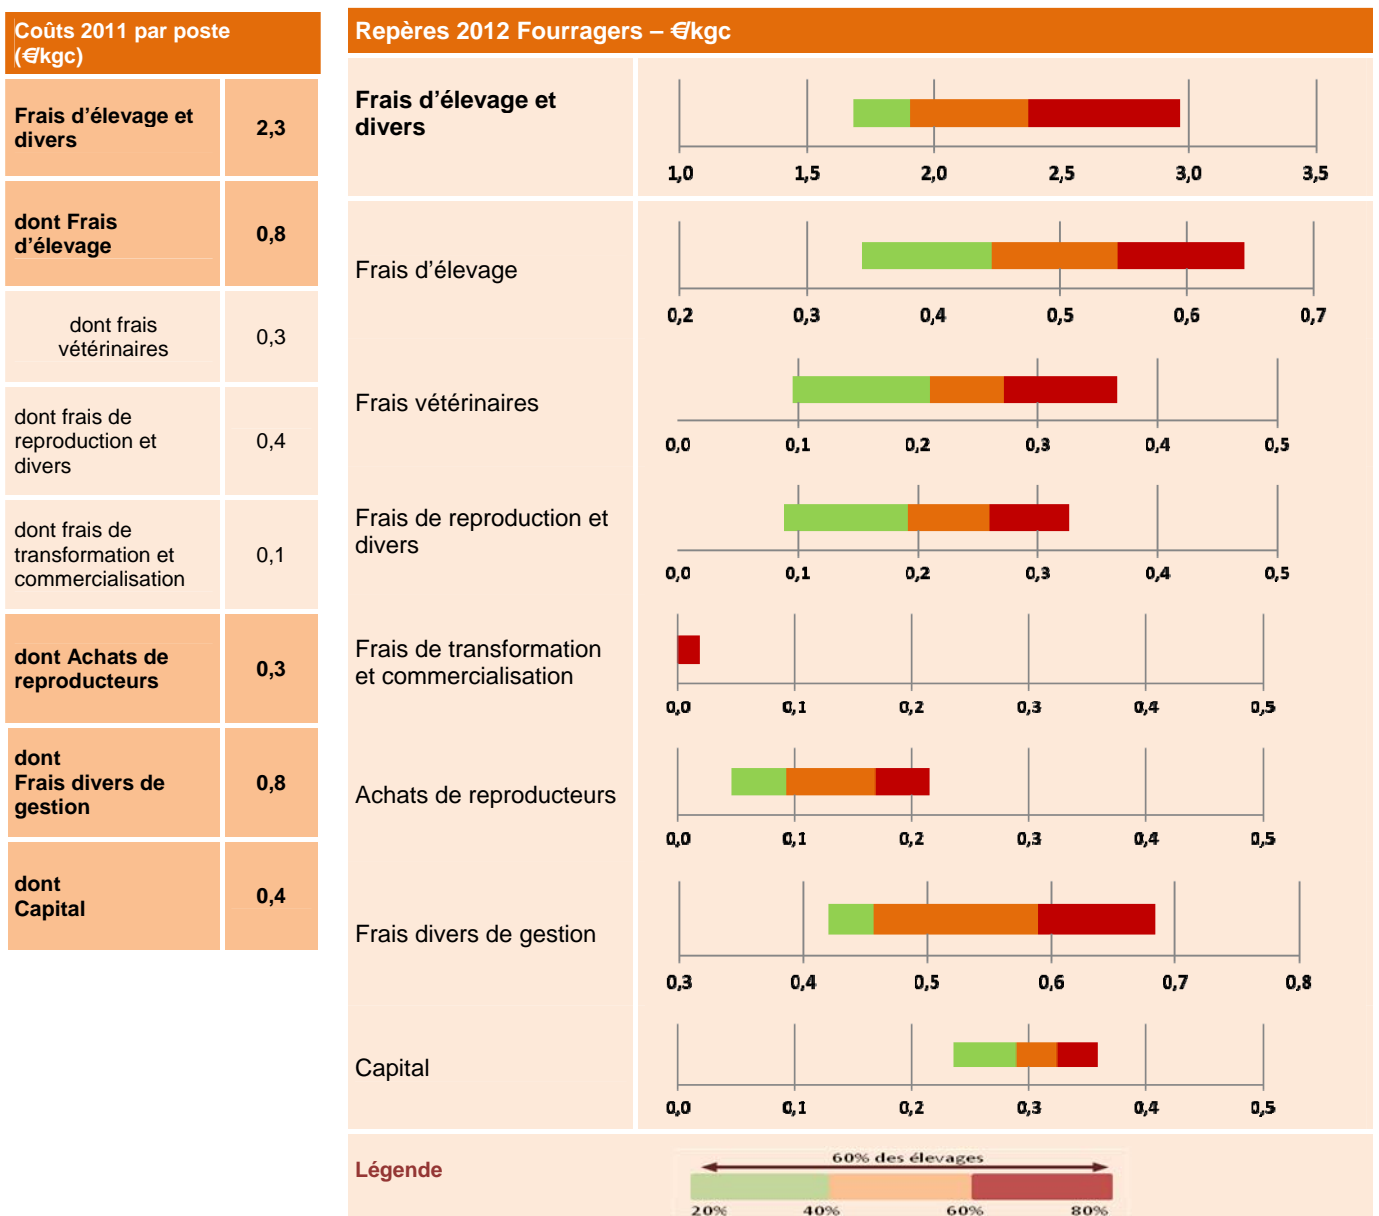 Coûts 2011 par poste
(€/kgc)
Frais d'élevage et
divers
2,3
dont Frais
d'élevage
0,8
dont frais
vétérinaires
0,3
dont frais de
reproduction et
divers
0,4
dont frais de
transformation et
commercialisation
0,1
dont Achats de
reproducteurs
0,3
dont
Frais divers de
gestion
0,8
dont
Capital
0,4
Repères 2012 Fourragers – €/kgc
Frais d'élevage et
divers
1,0 1,5 2,0 2,5 3,0 3,5
Frais d'élevage
0,2 0,3 0,4 0,5 0,6 0,7
Frais vétérinaires
0,0 0,1 0,2 0,3 0,4 0,5
Frais de reproduction et
divers
0,0 0,1 0,2 0,3 0,4 0,5
Frais de transformation
et commercialisation
0,0 0,1 0,2 0,3 0,4 0,5
Achats de reproducteurs
0,0 0,1 0,2 0,3 0,4 0,5
Frais divers de gestion
0,3 0,4 0,5 0,6 0,7 0,8
Capital
0,0 0,1 0,2 0,3 0,4 0,5
Légende
60% des élevages
20% 40% 60% 80%